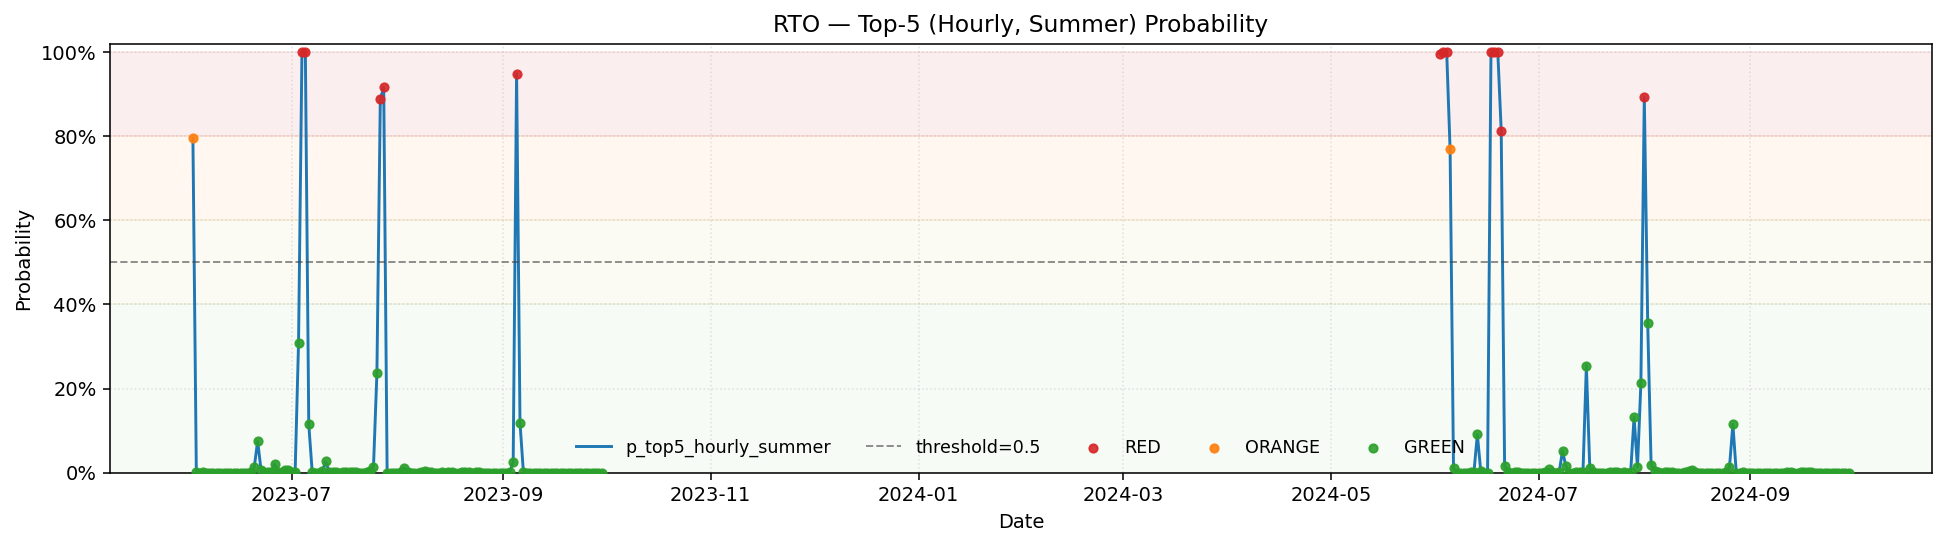 RTO — Top-5 (Hourly, Summer) Probability
100%
80%
60%
40%
20%
0%
Probability
p_top5_hourly_summer
threshold=0.5
RED
ORANGE
GREEN
2023-07
2023-09
2023-11
2024-01
2024-03
2024-05
2024-07
2024-09
Date